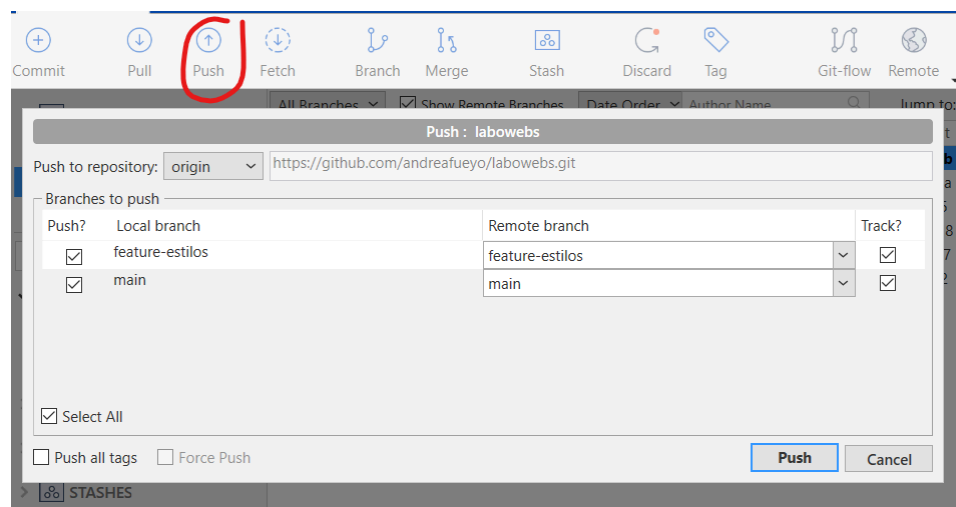 Commit Pull Push Fetch Branch Merge Stash Discard Tag Git-flow Remote
All Branches Show Remote Branches Date Order Author Name Jump to:
Push : labowebs
Push to repository: origin https://github.com/andreafueyo/labowebs.git
Branches to push
Push? Local branch Remote branch Track?
feature-estilos feature-estilos
main main
Select All
Push all tags Force Push Push Cancel
STASHES